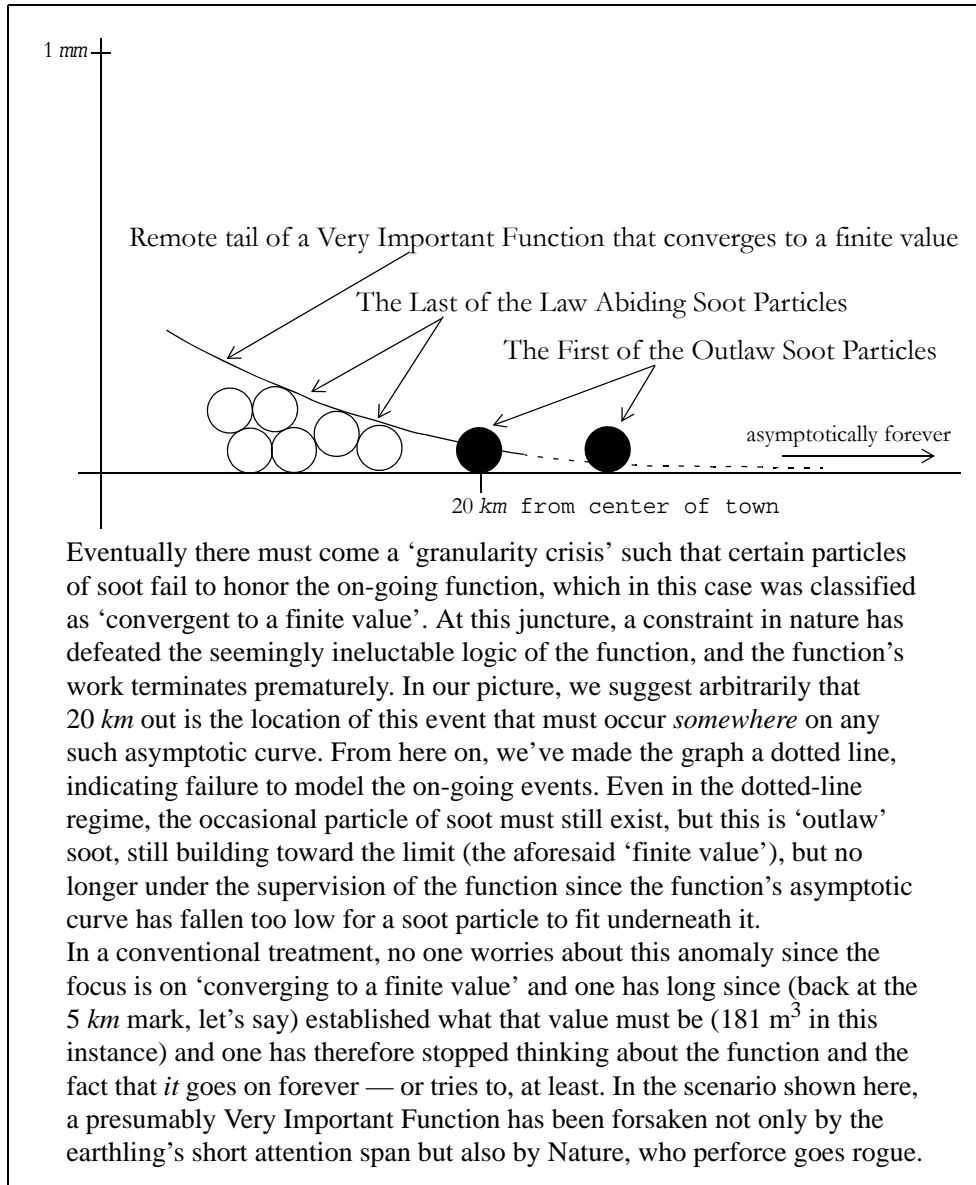 1 mm
Remote tail of a Very Important Function that converges to a finite value
The Last of the Law Abiding Soot Particles
The First of the Outlaw Soot Particles
asymptotically forever
20 km from center of town
Eventually there must come a ‘granularity crisis’ such that certain particles
of soot fail to honor the on-going function, which in this case was classified
as ‘convergent to a finite value’. At this juncture, a constraint in nature has
defeated the seemingly ineluctable logic of the function, and the function’s
work terminates prematurely. In our picture, we suggest arbitrarily that
20 km out is the location of this event that must occur somewhere on any
such asymptotic curve. From here on, we’ve made the graph a dotted line,
indicating failure to model the on-going events. Even in the dotted-line
regime, the occasional particle of soot must still exist, but this is ‘outlaw’
soot, still building toward the limit (the aforesaid ‘finite value’), but no
longer under the supervision of the function since the function’s asymptotic
curve has fallen too low for a soot particle to fit underneath it.
In a conventional treatment, no one worries about this anomaly since the
focus is on ‘converging to a finite value’ and one has long since (back at the
5 km mark, let’s say) established what that value must be (181 m³ in this
instance) and one has therefore stopped thinking about the function and the
fact that it goes on forever — or tries to, at least. In the scenario shown here,
a presumably Very Important Function has been forsaken not only by the
earthling’s short attention span but also by Nature, who perforce goes rogue.